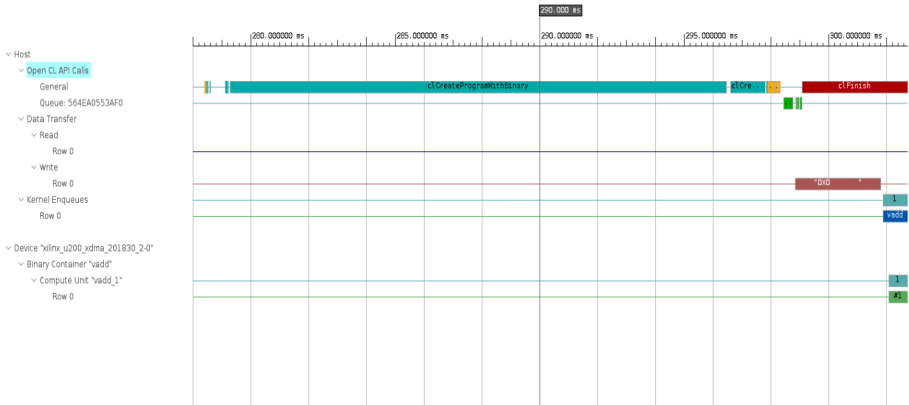 290.000 ms
280.000000 ms 285.000000 ms 290.000000 ms 295.000000 ms 300.000000 ms
Host
Open CL API Calls
General clCreateProgramWithBinary clCre... .. clFinish
Queue: 564EA0553AF0
Data Transfer
Read
Row 0
Write
Row 0
Kernel Enqueues 1
Row 0 vadd
Device "xilinx_u200_xdma_201830_2-0"
Binary Container "vadd"
Compute Unit "vadd_1" 1
Row 0 #1